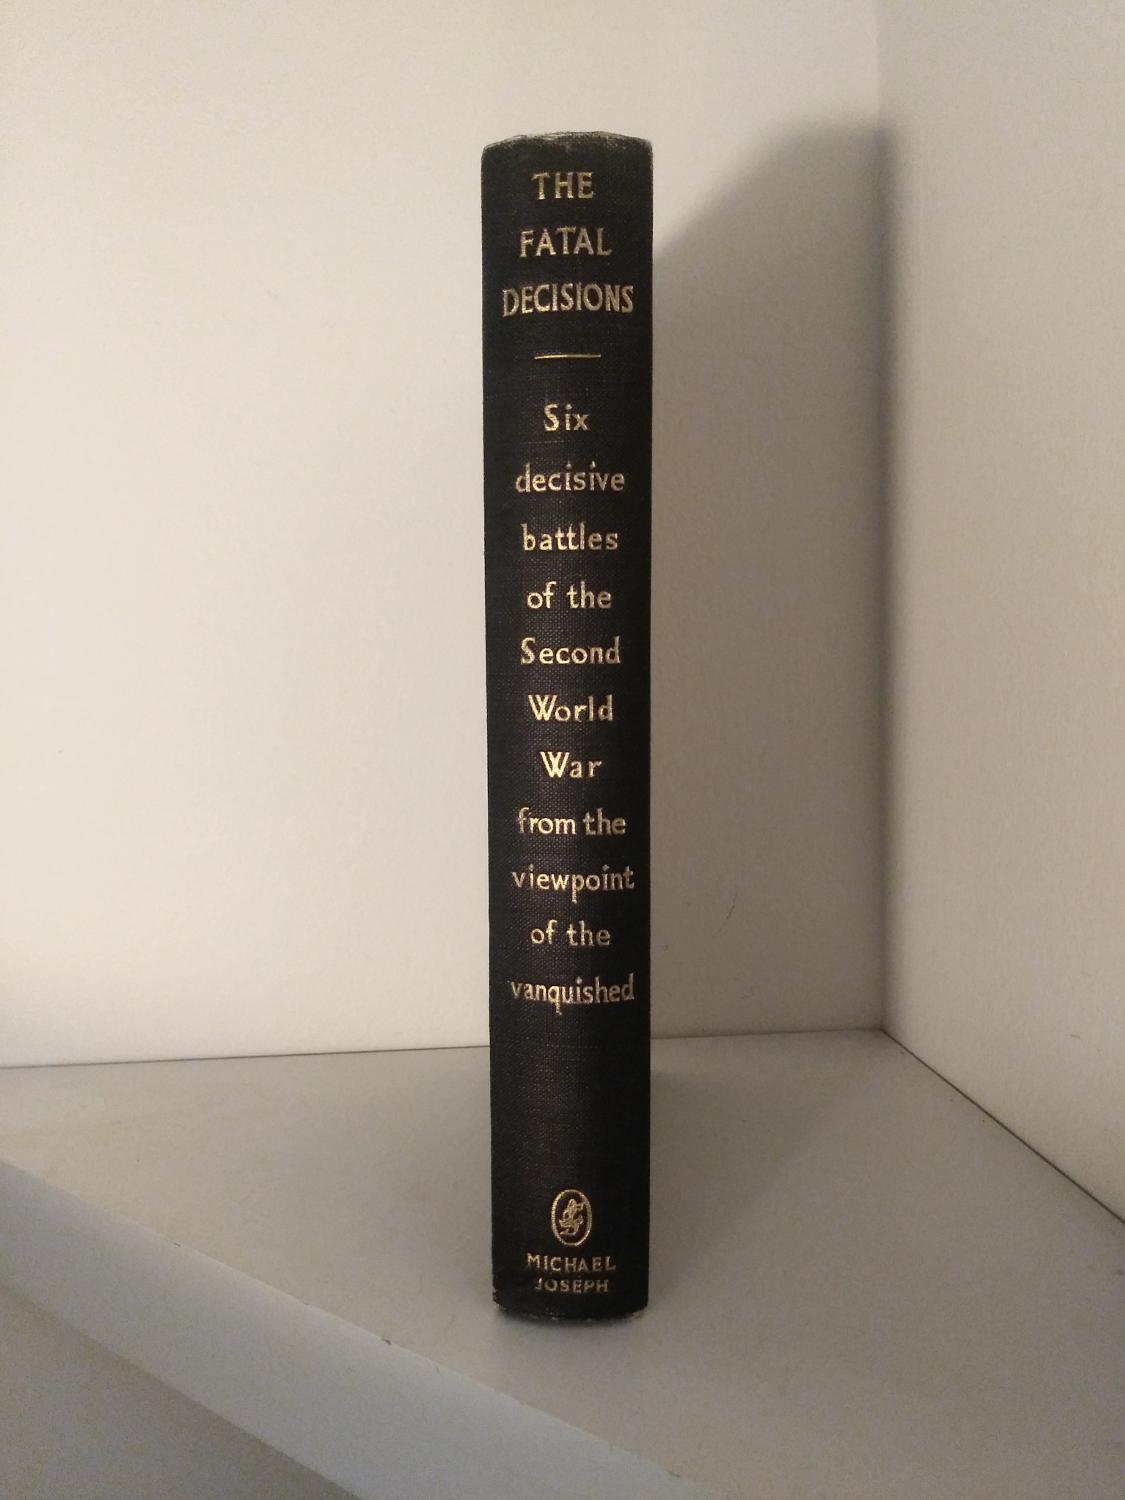 THE
FATAL
DECISIONS
Six
decisive
battles
of the
Second
World
War
from the
viewpoint
of the
vanquished
MICHAEL
JOSEPH